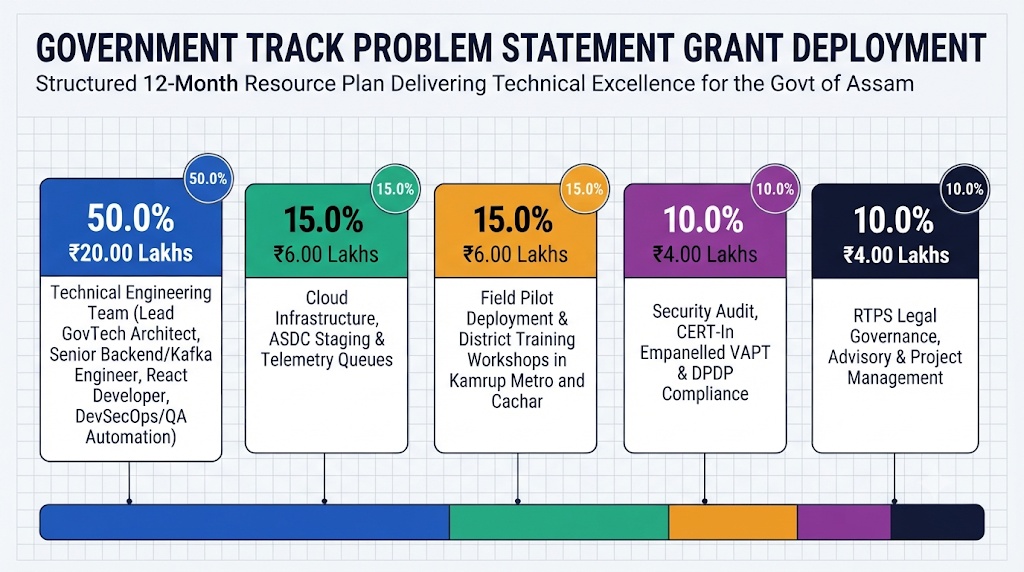 GOVERNMENT TRACK PROBLEM STATEMENT GRANT DEPLOYMENT
Structured 12-Month Resource Plan Delivering Technical Excellence for the Govt of Assam
50.0%
50.0%
₹20.00 Lakhs
Technical Engineering
Team (Lead
GovTech Architect,
Senior Backend/Kafka
Engineer, React
Developer,
DevSecOps/QA
Automation)
15.0%
15.0%
₹6.00 Lakhs
Cloud
Infrastructure,
ASDC Staging &
Telemetry Queues
15.0%
15.0%
₹6.00 Lakhs
Field Pilot
Deployment &
District Training
Workshops in
Kamrup Metro and
Cachar
10.0%
10.0%
₹4.00 Lakhs
Security Audit,
CERT-In
Empanelled VAPT
& DPDP
Compliance
10.0%
10.0%
₹4.00 Lakhs
RTPS Legal
Governance,
Advisory & Project
Management